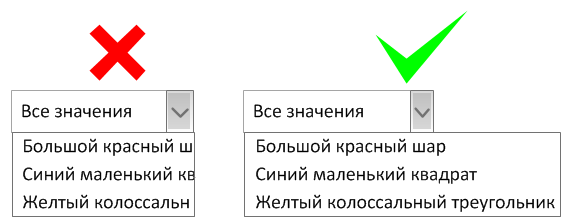 Все значения
Большой красный ш
Синий маленький кв
Желтый колоссальн
Все значения
Большой красный шар
Синий маленький квадрат
Желтый колоссальный треугольник